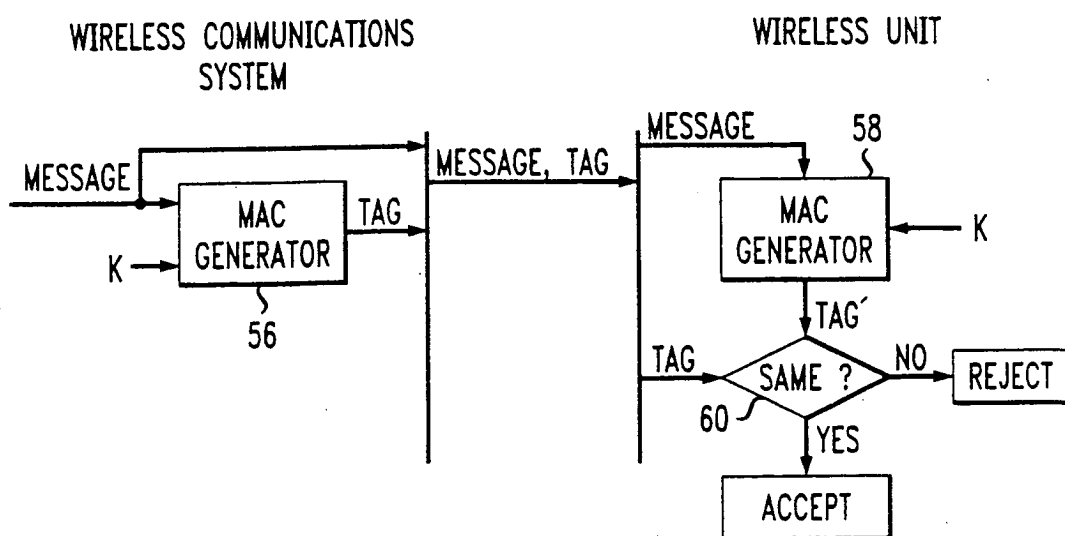 WIRELESS COMMUNICATIONS
SYSTEM
WIRELESS UNIT
MESSAGE
K
MAC
GENERATOR
56
TAG
MESSAGE, TAG
MESSAGE
58
MAC
GENERATOR
K
TAG´
TAG
SAME ?
60
NO
REJECT
YES
ACCEPT